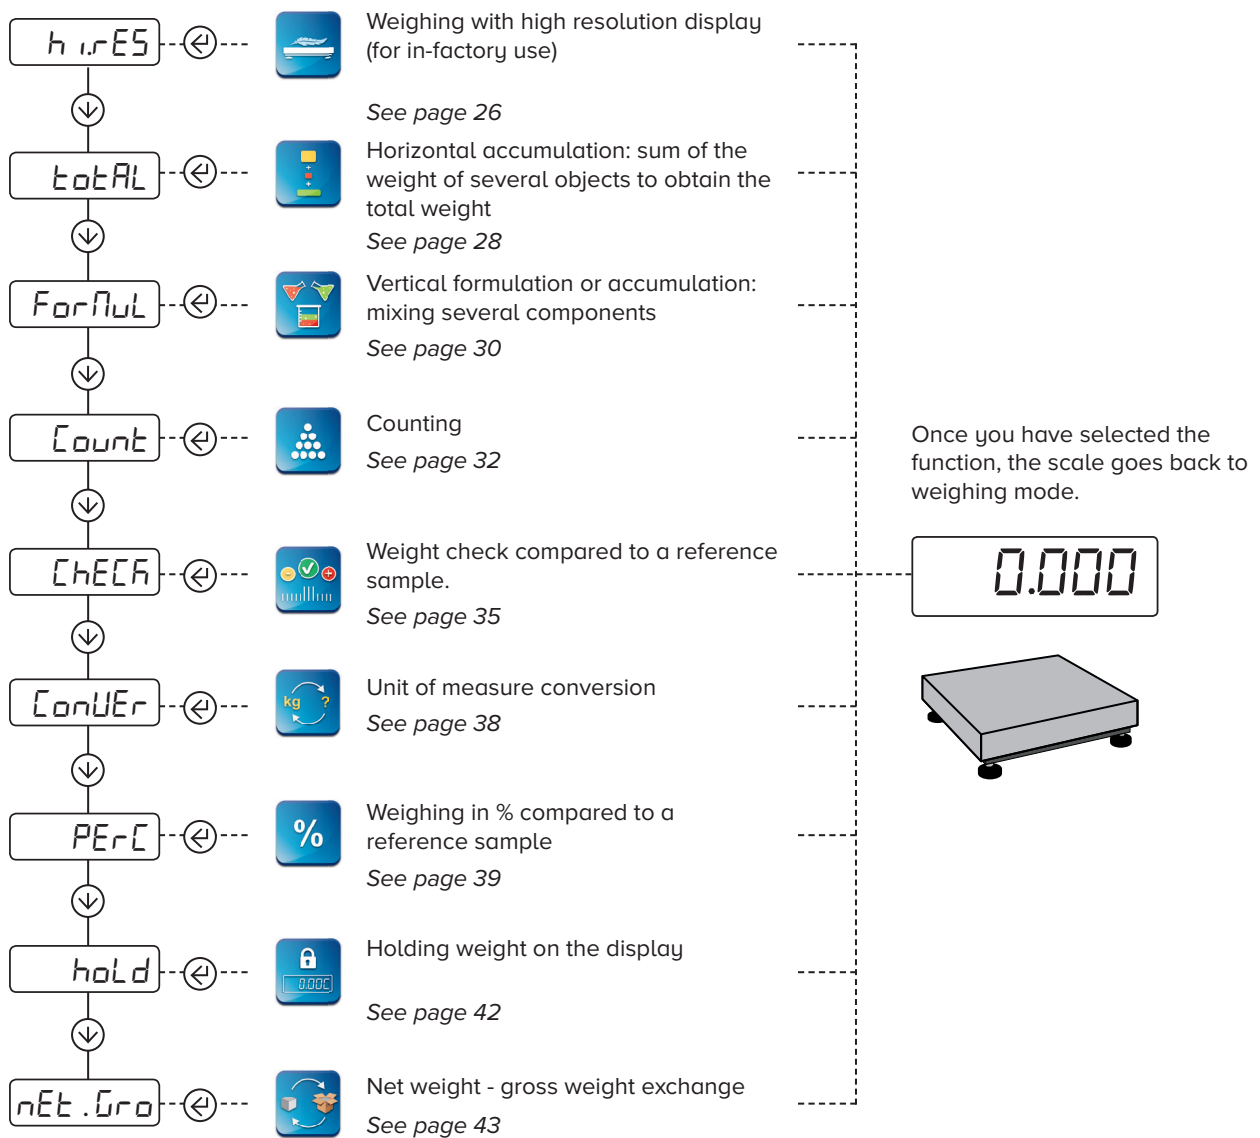 hi.rES
Weighing with high resolution display
(for in-factory use)
See page 26
totAL
Horizontal accumulation: sum of the
weight of several objects to obtain the
total weight
See page 28
ForMuL
Vertical formulation or accumulation:
mixing several components
See page 30
Count
Counting
See page 32
Once you have selected the
function, the scale goes back to
weighing mode.
0.000
ChECK
Weight check compared to a reference
sample.
See page 35
ConVEr
kg ?
Unit of measure conversion
See page 38
PErC
%
Weighing in % compared to a
reference sample
See page 39
hoLd
0.00C
Holding weight on the display
See page 42
nEt.Gro
Net weight - gross weight exchange
See page 43